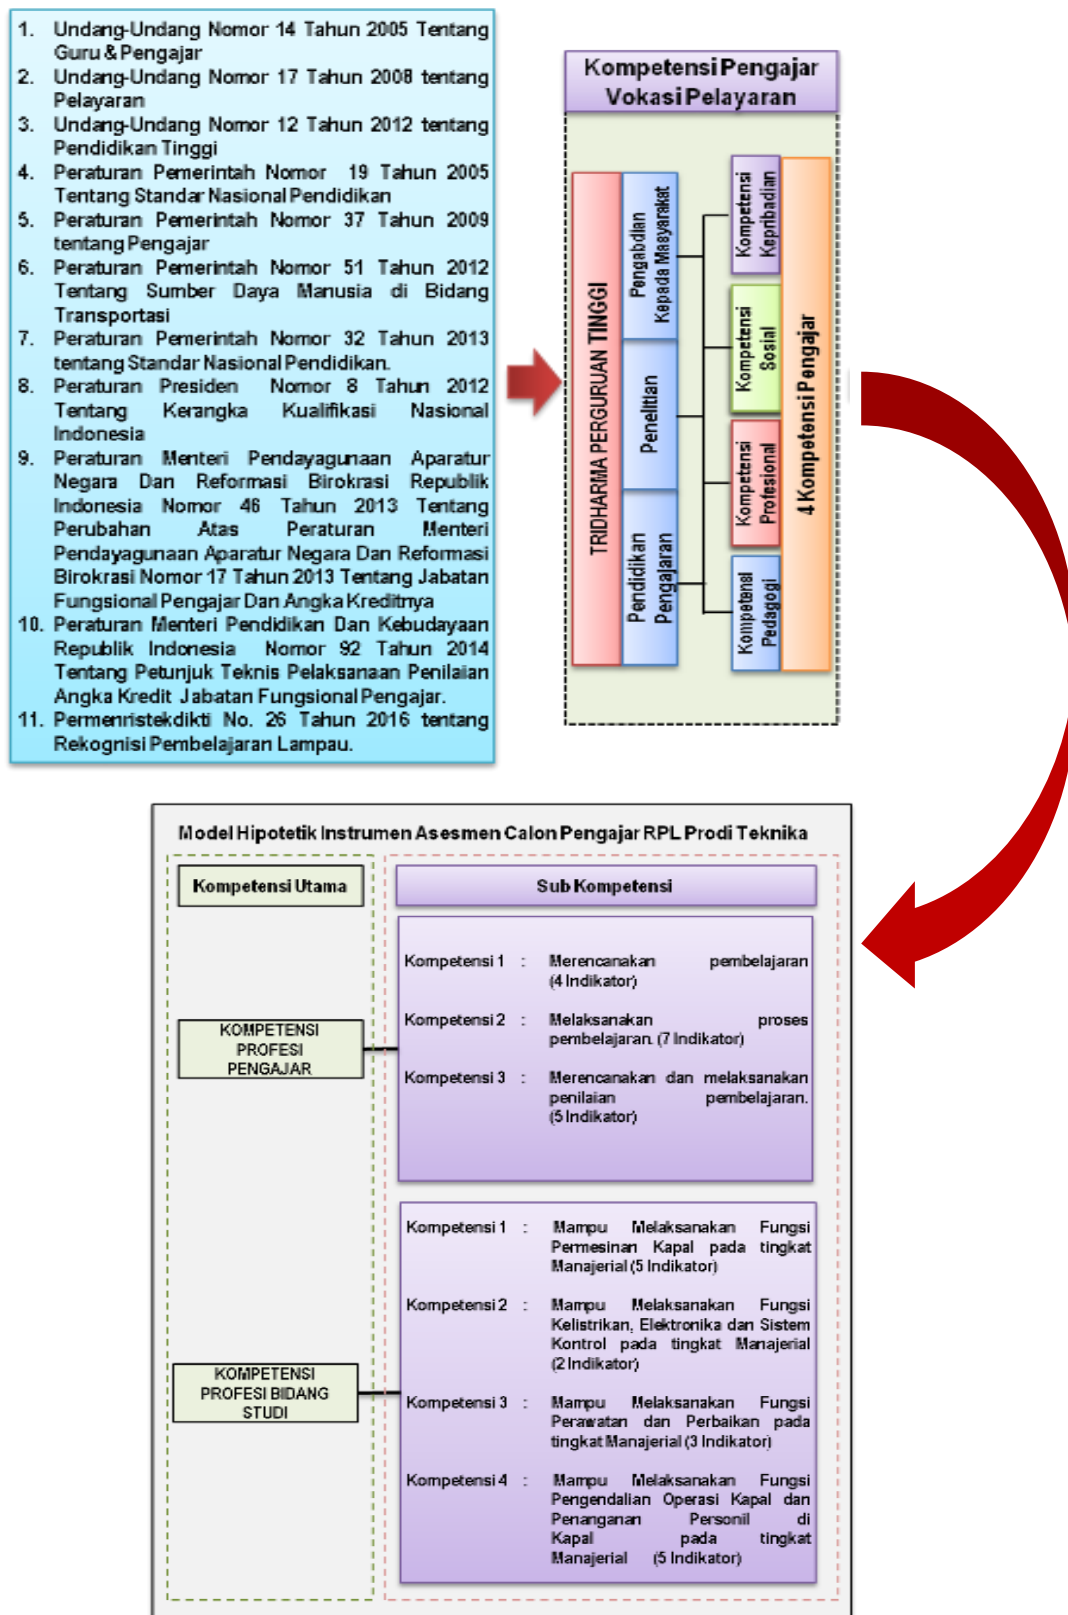 1. Undang-Undang Nomor 14 Tahun 2005 Tentang
Guru & Pengajar
2. Undang-Undang Nomor 17 Tahun 2008 tentang
Pelayaran
3. Undang-Undang Nomor 12 Tahun 2012 tentang
Pendidikan Tinggi
4. Peraturan Pemerintah Nomor 19 Tahun 2005
Tentang Standar Nasional Pendidikan
5. Peraturan Pemerintah Nomor 37 Tahun 2009
tentang Pengajar
6. Peraturan Pemerintah Nomor 51 Tahun 2012
Tentang Sumber Daya Manusia di Bidang
Transportasi
7. Peraturan Pemerintah Nomor 32 Tahun 2013
tentang Standar Nasional Pendidikan.
8. Peraturan Presiden Nomor 8 Tahun 2012
Tentang Kerangka Kualifikasi Nasional
Indonesia
9. Peraturan Menteri Pendayagunaan Aparatur
Negara Dan Reformasi Birokrasi Republik
Indonesia Nomor 46 Tahun 2013 Tentang
Perubahan Atas Peraturan Menteri
Pendayagunaan Aparatur Negara Dan Reformasi
Birokrasi Nomor 17 Tahun 2013 Tentang Jabatan
Fungsional Pengajar Dan Angka Kreditnya
10. Peraturan Menteri Pendidikan Dan Kebudayaan
Republik Indonesia Nomor 92 Tahun 2014
Tentang Petunjuk Teknis Pelaksanaan Penilaian
Angka Kredit Jabatan Fungsional Pengajar.
11. Permenristekdikti No. 26 Tahun 2016 tentang
Rekognisi Pembelajaran Lampau.
Kompetensi Pengajar
Vokasi Pelayaran
TRIDHARMA PERGURUAN TINGGI
Pengabdian
Kepada Masyarakat
Penelitian
Pendidikan
Pengajaran
Kompetensi
Kepribadian
Kompetensi
Sosial
Kompetensi
Profesional
Kompetensi
Pedagogi
4 Kompetensi Pengajar
Model Hipotetik Instrumen Asesmen Calon Pengajar RPL Prodi Teknika
Kompetensi Utama
Sub Kompetensi
KOMPETENSI
PROFESI
PENGAJAR
Kompetensi 1 : Merencanakan pembelajaran
(4 Indikator)
Kompetensi 2 : Melaksanakan proses
pembelajaran. (7 Indikator)
Kompetensi 3 : Merencanakan dan melaksanakan
penilaian pembelajaran.
(5 Indikator)
KOMPETENSI
PROFESI BIDANG
STUDI
Kompetensi 1 : Mampu Melaksanakan Fungsi
Permesinan Kapal pada tingkat
Manajerial (5 Indikator)
Kompetensi 2 : Mampu Melaksanakan Fungsi
Kelistrikan, Elektronika dan Sistem
Kontrol pada tingkat Manajerial
(2 Indikator)
Kompetensi 3 : Mampu Melaksanakan Fungsi
Perawatan dan Perbaikan pada
tingkat Manajerial (3 Indikator)
Kompetensi 4 : Mampu Melaksanakan Fungsi
Pengendalian Operasi Kapal dan
Penanganan Personil di
Kapal pada tingkat
Manajerial (5 Indikator)